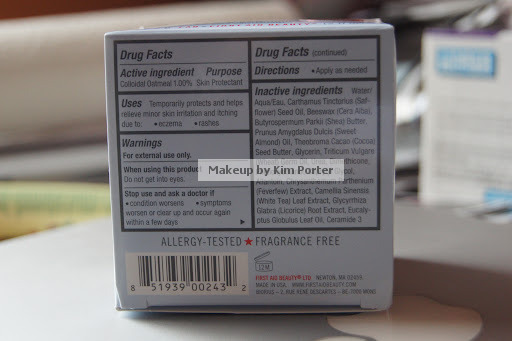 Drug Facts
Active ingredient Purpose
Colloidal Oatmeal 1.00% Skin Protectant
Uses Temporarily protects and helps
relieve minor skin irritation and itching
due to: • eczema • rashes
Warnings
For external use only.
When using this product
Do not get into eyes.
Stop use and ask a doctor if
• condition worsens • symptoms
worsen or clear up and occur again
within a few days
Drug Facts (continued)
Directions • Apply as needed
Inactive ingredients Water/
Aqua/Eau, Carthamus Tinctorius (Saf-
flower) Seed Oil, Beeswax (Cera Alba),
Butyrospermum Parkii (Shea) Butter,
Prunus Amygdalus Dulcis (Sweet
Almond) Oil, Theobroma Cacao (Cocoa)
Seed Butter, Glycerin, Triticum Vulgare
Allantoin, Chrysanthemum Parthenium
(Feverfew) Extract, Camellia Sinensis
(White Tea) Leaf Extract, Glycyrrhiza
Glabra (Licorice) Root Extract, Eucaly-
ptus Globulus Leaf Oil, Ceramide 3
Makeup by Kim Porter
ALLERGY-TESTED ★ FRAGRANCE FREE
8 51939 00243 2
12M
FIRST AID BEAUTY® LTD NEWTON, MA 02456
MADE IN USA WWW.FIRSTAIDBEAUTY.COM